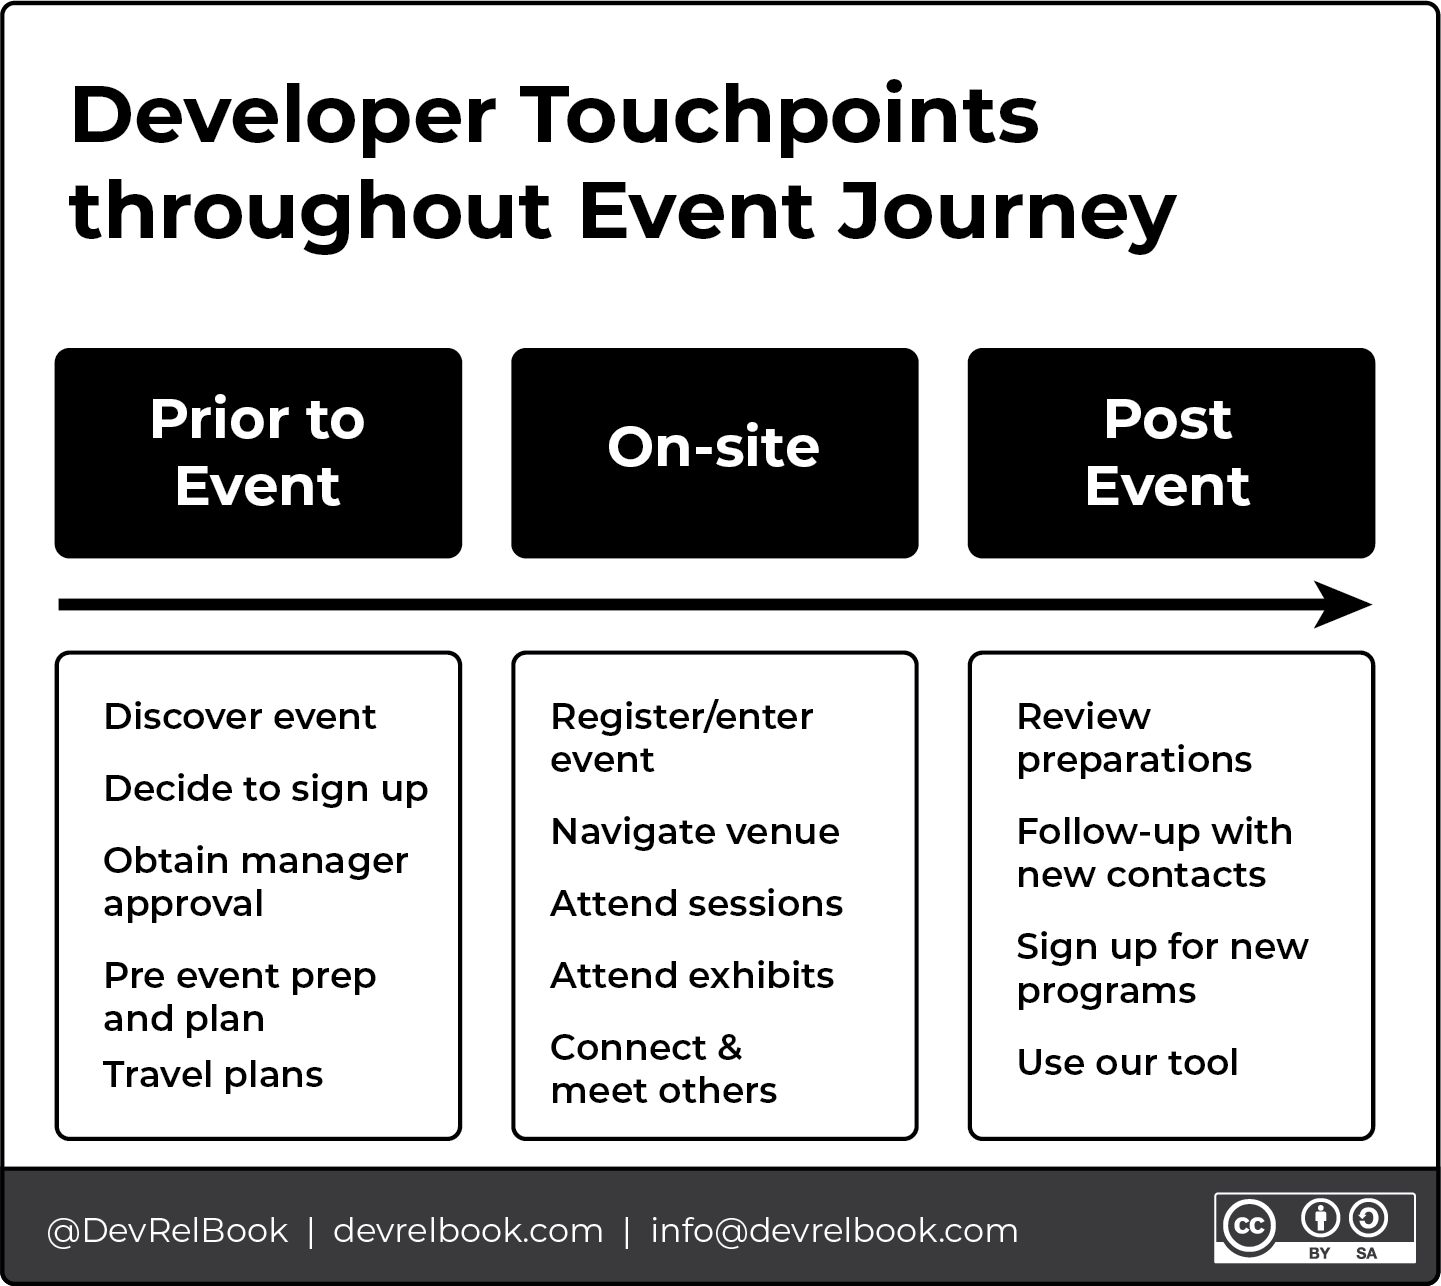 Developer Touchpoints
throughout Event Journey
Prior to
Event
On-site
Post
Event
Discover event
Decide to sign up
Obtain manager
approval
Pre event prep
and plan
Travel plans
Register/enter
event
Navigate venue
Attend sessions
Attend exhibits
Connect &
meet others
Review
preparations
Follow-up with
new contacts
Sign up for new
programs
Use our tool
@DevRelBook | devrelbook.com | info@devrelbook.com
cc
BY SA